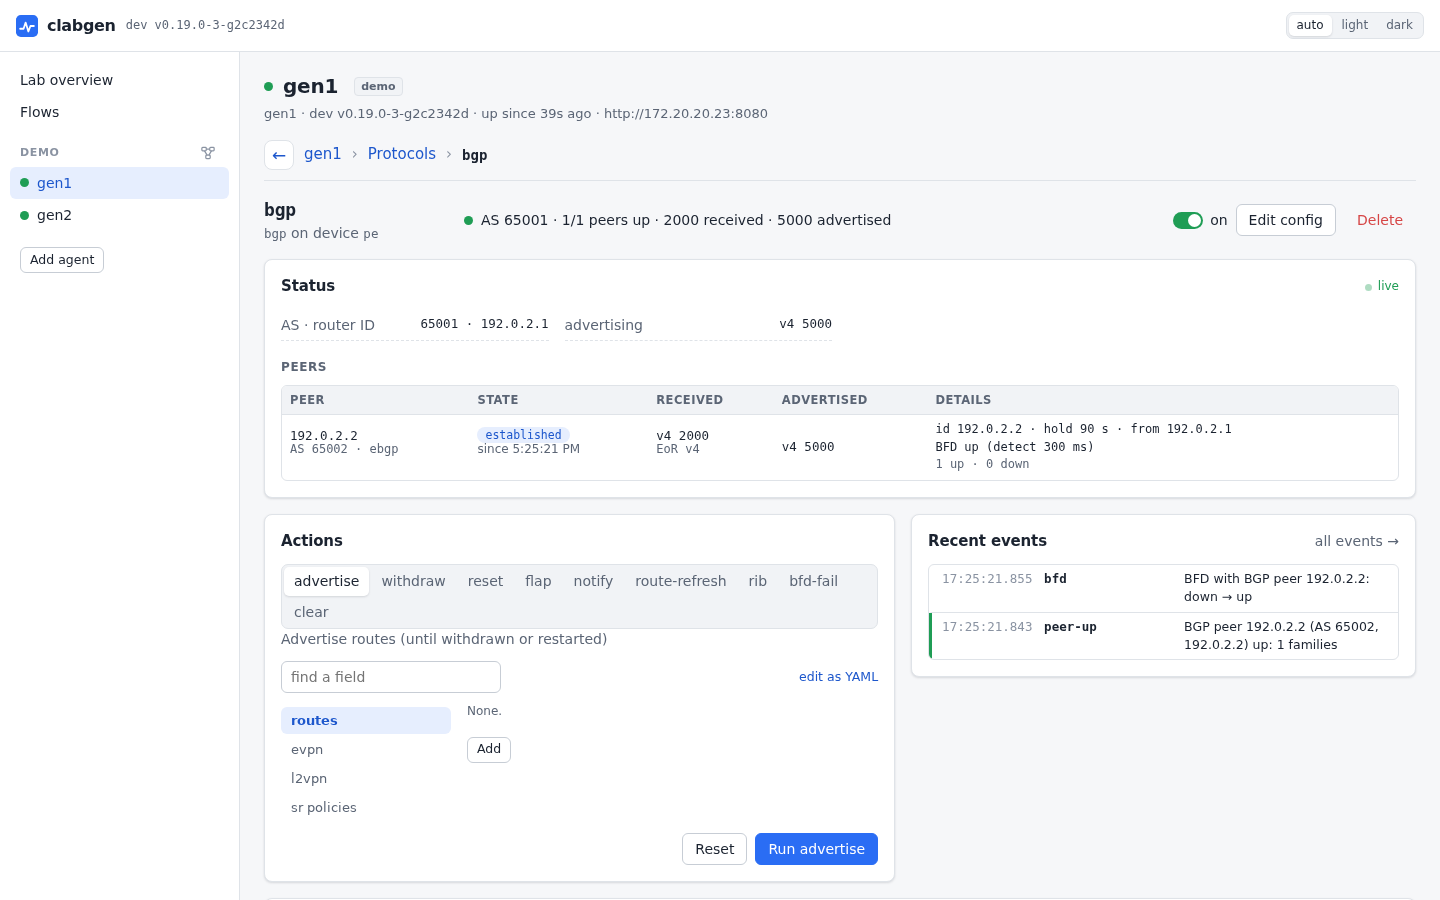 clabgen dev v0.19.0-3-g2c2342d
auto light dark
Lab overview
Flows
DEMO
gen1
gen2
Add agent
gen1 demo
gen1 · dev v0.19.0-3-g2c2342d · up since 39s ago · http://172.20.20.23:8080
← gen1 › Protocols › bgp
bgp
bgp on device pe
AS 65001 · 1/1 peers up · 2000 received · 5000 advertised
on Edit config Delete
Status
live
AS · router ID 65001 · 192.0.2.1 advertising v4 5000
PEERS
PEER STATE RECEIVED ADVERTISED DETAILS
192.0.2.2
AS 65002 · ebgp
established
since 5:25:21 PM
v4 2000
EoR v4
v4 5000
id 192.0.2.2 · hold 90 s · from 192.0.2.1
BFD up (detect 300 ms)
1 up · 0 down
Actions
advertise withdraw reset flap notify route-refresh rib bfd-fail
clear
Advertise routes (until withdrawn or restarted)
find a field
edit as YAML
routes
evpn
l2vpn
sr policies
None.
Add
Reset Run advertise
Recent events
all events →
17:25:21.855 bfd BFD with BGP peer 192.0.2.2:
down → up
17:25:21.843 peer-up BGP peer 192.0.2.2 (AS 65002,
192.0.2.2) up: 1 families